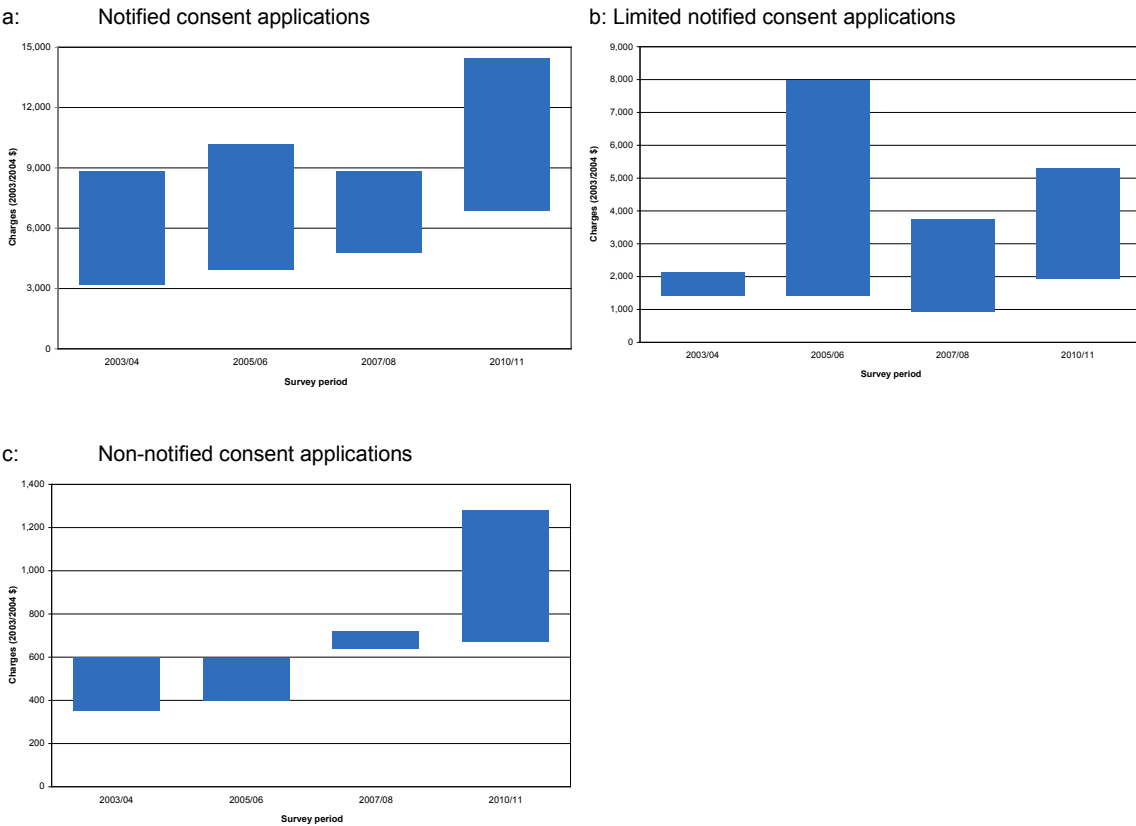 a: Notified consent applications
15,000
12,000
9,000
6,000
3,000
0
Charges (2003/2004 $)
2003/04 2005/06 2007/08 2010/11
Survey period
b: Limited notified consent applications
9,000
8,000
7,000
6,000
5,000
4,000
3,000
2,000
1,000
0
Charges (2003/2004 $)
2003/04 2005/06 2007/08 2010/11
Survey period
c: Non-notified consent applications
1,400
1,200
1,000
800
600
400
200
0
Charges (2003/2004 $)
2003/04 2005/06 2007/08 2010/11
Survey period